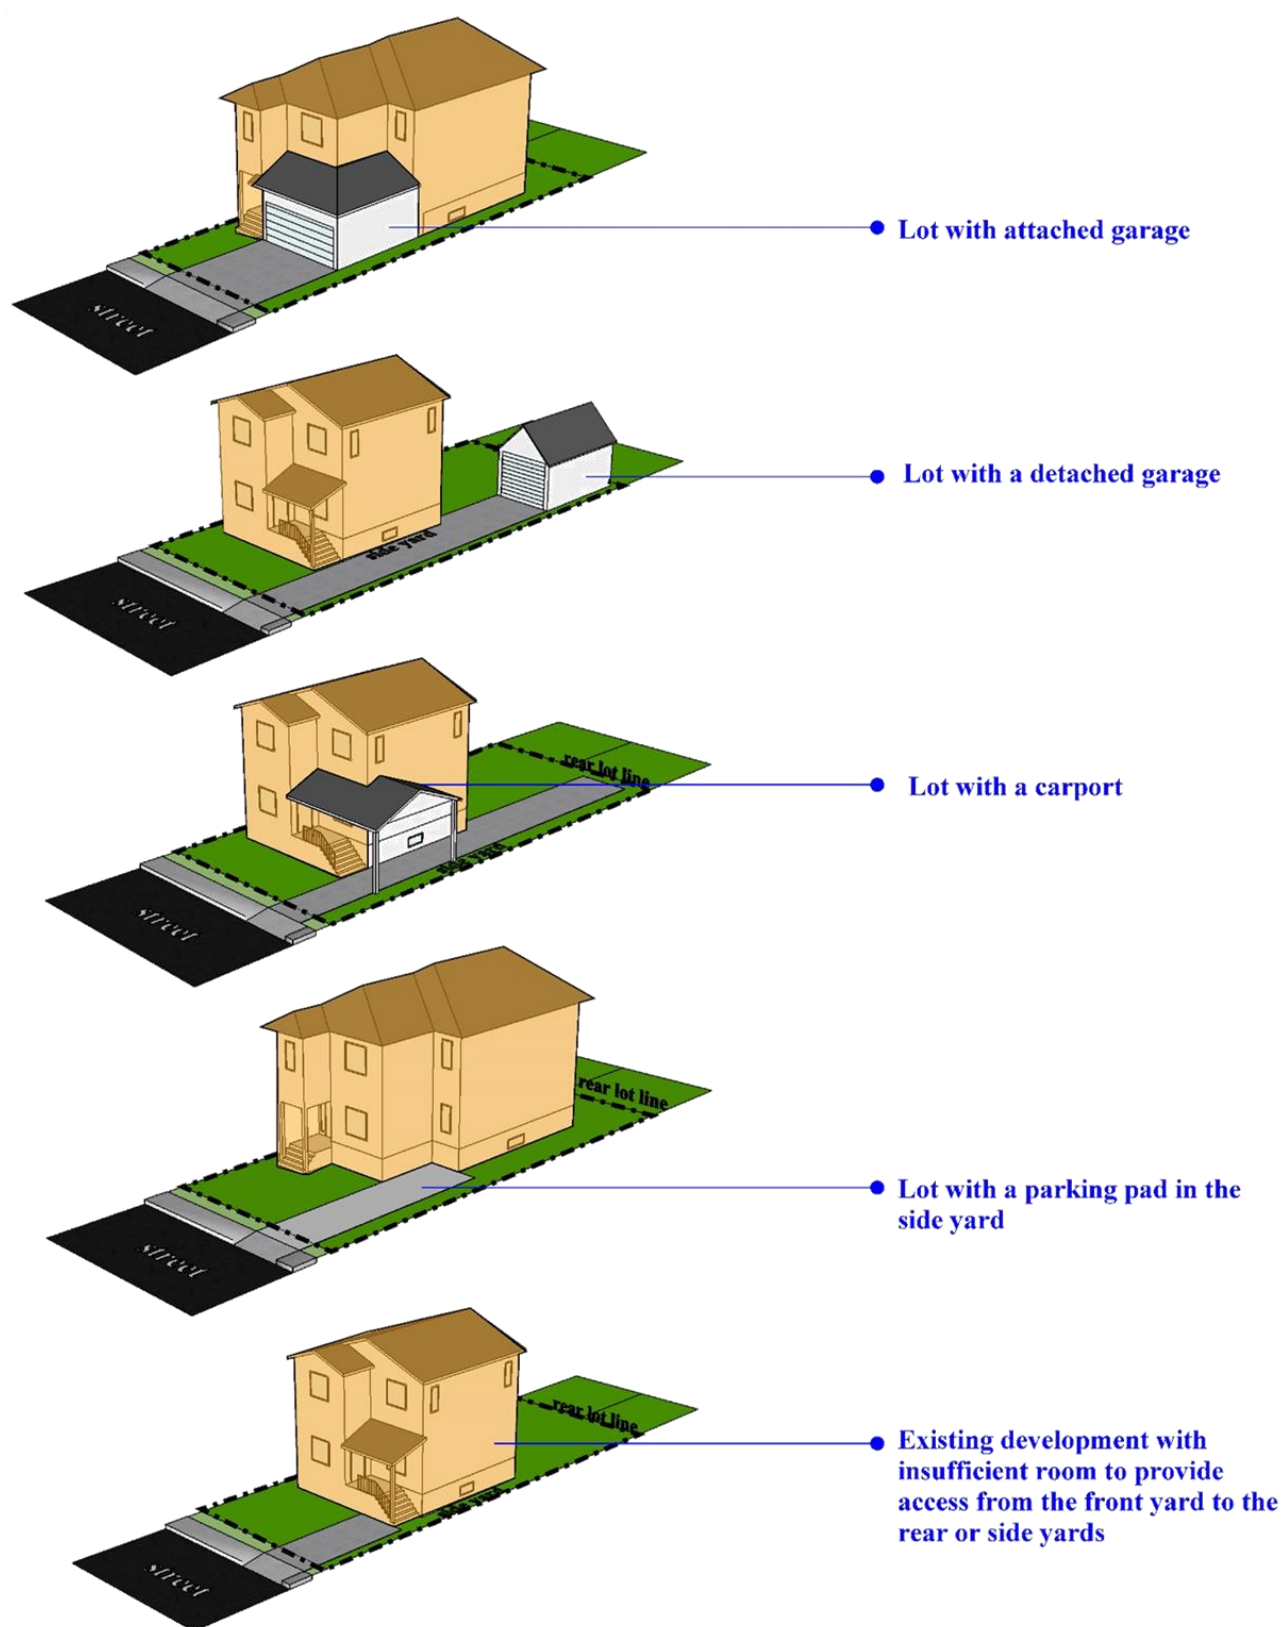 street
Lot with attached garage
side yard
street
Lot with a detached garage
rear lot line
side yard
street
Lot with a carport
rear lot line
street
Lot with a parking pad in the
side yard
rear lot line
side yard
street
Existing development with
insufficient room to provide
access from the front yard to the
rear or side yards